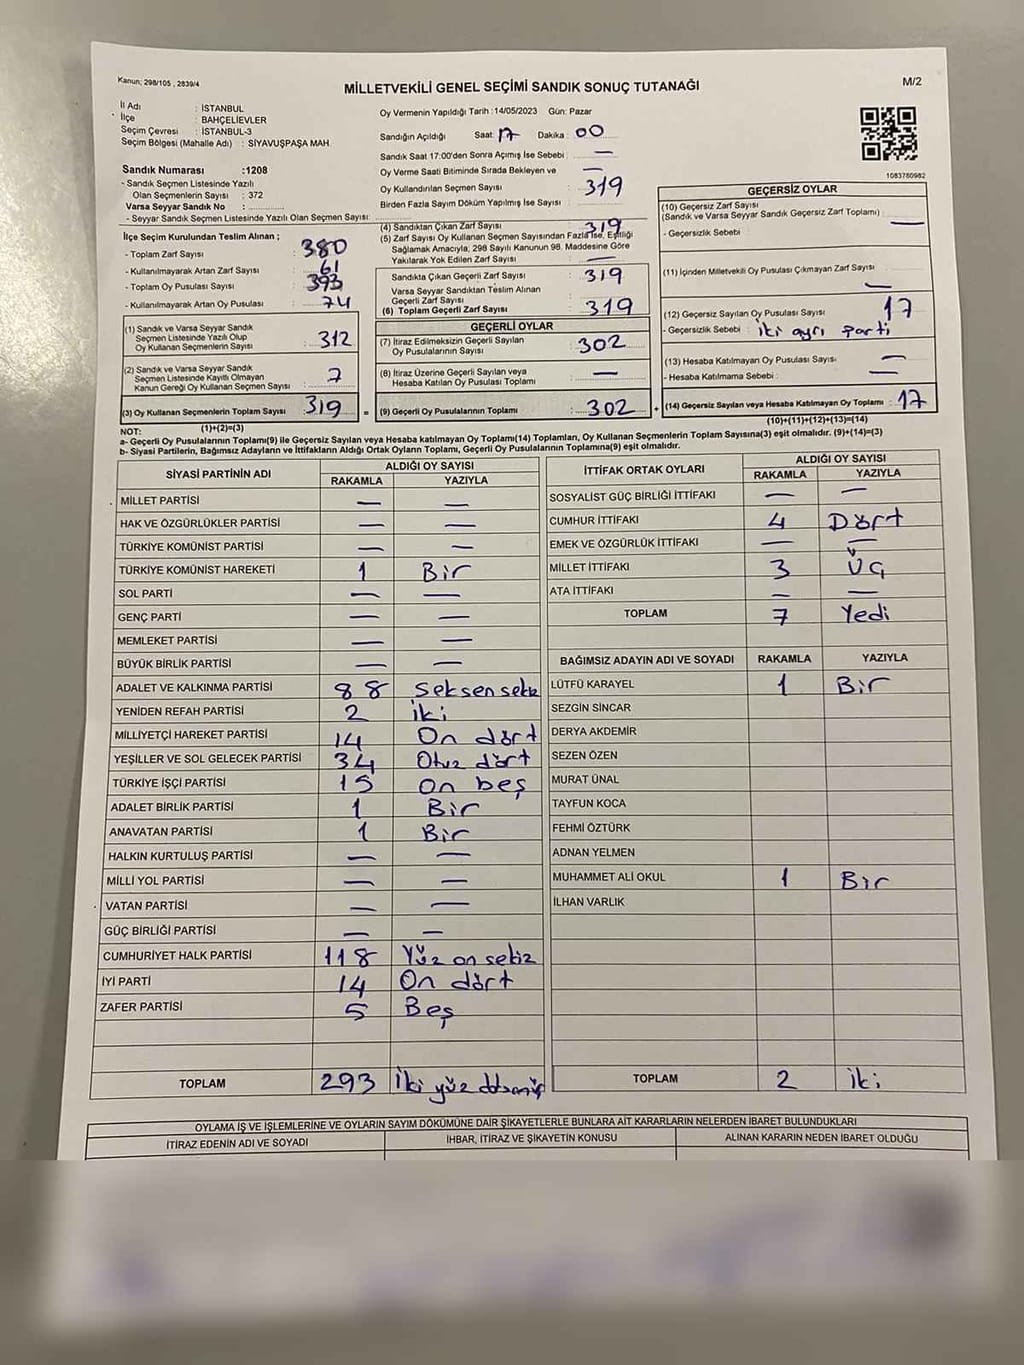 Kanun; 298/105 , 2839/4
MİLLETVEKİLİ GENEL SEÇİMİ SANDIK SONUÇ TUTANAĞI
M/2
İl Adı : İSTANBUL
İlçe : BAHÇELİEVLER
Seçim Çevresi : İSTANBUL-3
Seçim Bölgesi (Mahalle Adı) : SİYAVUŞPAŞA MAH.
Sandık Numarası :1208
- Sandık Seçmen Listesinde Yazılı
Olan Seçmenlerin Sayısı : 372
Varsa Seyyar Sandık No :
- Seyyar Sandık Seçmen Listesinde Yazılı Olan Seçmen Sayısı:
Oy Vermenin Yapıldığı Tarih :14/05/2023 Gün: Pazar
Sandığın Açıldığı Saat: 17 Dakika : 00
Sandık Saat 17:00'den Sonra Açımış İse Sebebi : —
Oy Verme Saati Bitiminde Sırada Bekleyen ve —
Oy Kullandırılan Seçmen Sayısı : 319
Birden Fazla Sayım Döküm Yapılmış İse Sayısı :
1083780982
İlçe Seçim Kurulundan Teslim Alınan ;
- Toplam Zarf Sayısı : 380
- Kullanılmayarak Artan Zarf Sayısı : 61
- Toplam Oy Pusulası Sayısı : 393
- Kullanılmayarak Artan Oy Pusulası : 74
(1) Sandık ve Varsa Seyyar Sandık
Seçmen Listesinde Yazılı Olup
Oy Kullanan Seçmenlerin Sayısı : 312
(2) Sandık ve Varsa Seyyar Sandık
Seçmen Listesinde Kayıtlı Olmayan
Kanun Gereği Oy Kullanan Seçmen Sayısı : 7
(3) Oy Kullanan Seçmenlerin Toplam Sayısı : 319
(1)+(2)=(3)
(4) Sandıktan Çıkan Zarf Sayısı : 319
(5) Zarf Sayısı Oy Kullanan Seçmen Sayısından Fazla İse, Eşitliği
Sağlamak Amacıyla; 298 Sayılı Kanunun 98. Maddesine Göre
Yakılarak Yok Edilen Zarf Sayısı : —
Sandıkta Çıkan Geçerli Zarf Sayısı : 319
Varsa Seyyar Sandıktan Teslim Alınan
Geçerli Zarf Sayısı
(6) Toplam Geçerli Zarf Sayısı : 319
GEÇERLİ OYLAR
(7) İtiraz Edilmeksizin Geçerli Sayılan
Oy Pusulalarının Sayısı : 302
(8) İtiraz Üzerine Geçerli Sayılan veya
Hesaba Katılan Oy Pusulası Toplamı : —
= (9) Geçerli Oy Pusulalarının Toplamı : 302
GEÇERSİZ OYLAR
(10) Geçersiz Zarf Sayısı
(Sandık ve Varsa Seyyar Sandık Geçersiz Zarf Toplamı) :
- Geçersizlik Sebebi : —
(11) İçinden Milletvekili Oy Pusulası Çıkmayan Zarf Sayısı : —
(12) Geçersiz Sayılan Oy Pusulası Sayısı : 17
- Geçersizlik Sebebi : iki ayrı parti
(13) Hesaba Katılmayan Oy Pusulası Sayısı : —
- Hesaba Katılmama Sebebi : —
+ (14) Geçersiz Sayılan veya Hesaba Katılmayan Oy Toplamı : 17
(10)+(11)+(12)+(13)=(14)
NOT:
a- Geçerli Oy Pusulalarının Toplamı(9) ile Geçersiz Sayılan veya Hesaba katılmayan Oy Toplamı(14) Toplamları, Oy Kullanan Seçmenlerin Toplam Sayısına(3) eşit olmalıdır. (9)+(14)=(3)
b- Siyasi Partilerin, Bağımsız Adayların ve İttifakların Aldığı Ortak Oyların Toplamı, Geçerli Oy Pusulalarının Toplamına(9) eşit olmalıdır.
SİYASİ PARTİNİN ADI ALDIĞI OY SAYISI
RAKAMLA YAZIYLA
MİLLET PARTİSİ — —
HAK VE ÖZGÜRLÜKLER PARTİSİ — —
TÜRKİYE KOMÜNİST PARTİSİ — —
TÜRKİYE KOMÜNİST HAREKETİ 1 Bir
SOL PARTİ — —
GENÇ PARTİ — —
MEMLEKET PARTİSİ — —
BÜYÜK BİRLİK PARTİSİ — —
ADALET VE KALKINMA PARTİSİ 88 Seksen sekiz
YENİDEN REFAH PARTİSİ 2 İki
MİLLİYETÇİ HAREKET PARTİSİ 14 On dört
YEŞİLLER VE SOL GELECEK PARTİSİ 34 Otuz dört
TÜRKİYE İŞÇİ PARTİSİ 15 On beş
ADALET BİRLİK PARTİSİ 1 Bir
ANAVATAN PARTİSİ 1 Bir
HALKIN KURTULUŞ PARTİSİ — —
MİLLİ YOL PARTİSİ — —
VATAN PARTİSİ — —
GÜÇ BİRLİĞİ PARTİSİ — —
CUMHURİYET HALK PARTİSİ 118 Yüz on sekiz
İYİ PARTİ 14 On dört
ZAFER PARTİSİ 5 Beş
TOPLAM 293 İki yüz
İTTİFAK ORTAK OYLARI ALDIĞI OY SAYISI
RAKAMLA YAZIYLA
SOSYALİST GÜÇ BİRLİĞİ İTTİFAKI — —
CUMHUR İTTİFAKI 4 Dört
EMEK VE ÖZGÜRLÜK İTTİFAKI — —
MİLLET İTTİFAKI 3 Üç
ATA İTTİFAKI — —
TOPLAM 7 Yedi
BAĞIMSIZ ADAYIN ADI VE SOYADI RAKAMLA YAZIYLA
LÜTFÜ KARAYEL 1 Bir
SEZGİN SİNCAR
DERYA AKDEMİR
SEZEN ÖZEN
MURAT ÜNAL
TAYFUN KOCA
FEHMİ ÖZTÜRK
ADNAN YELMEN
MUHAMMET ALİ OKUL 1 Bir
İLHAN VARLIK
TOPLAM 2 İki
OYLAMA İŞ VE İŞLEMLERİNE VE OYLARIN SAYIM DÖKÜMÜNE DAİR ŞİKAYETLERLE BUNLARA AİT KARARLARIN NELERDEN İBARET BULUNDUKLARI
İTİRAZ EDENİN ADI VE SOYADI İHBAR, İTİRAZ VE ŞİKAYETİN KONUSU ALINAN KARARIN NEDEN İBARET OLDUĞU